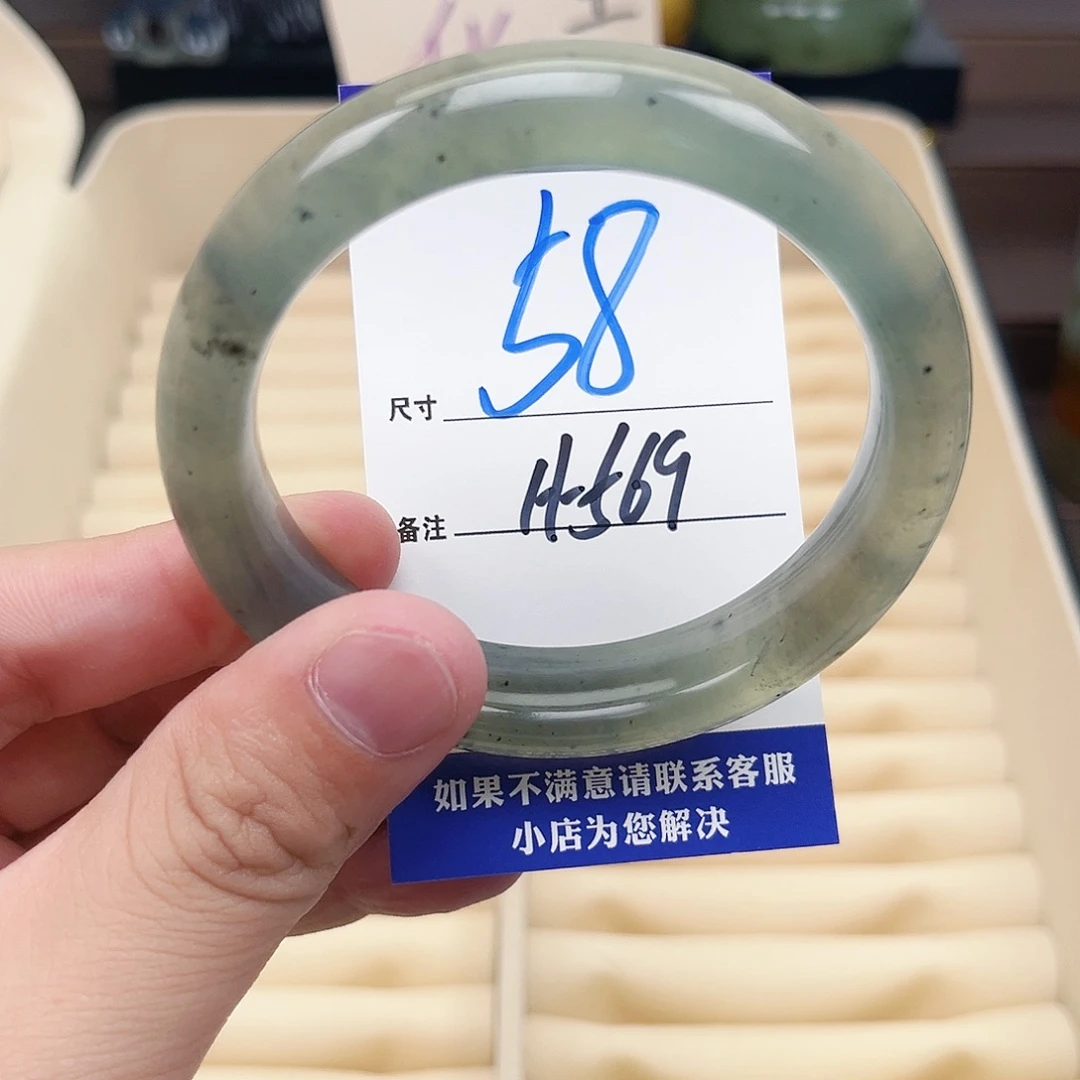 尺寸 58
备注 H569
如果不满意请联系客服
小店为您解决